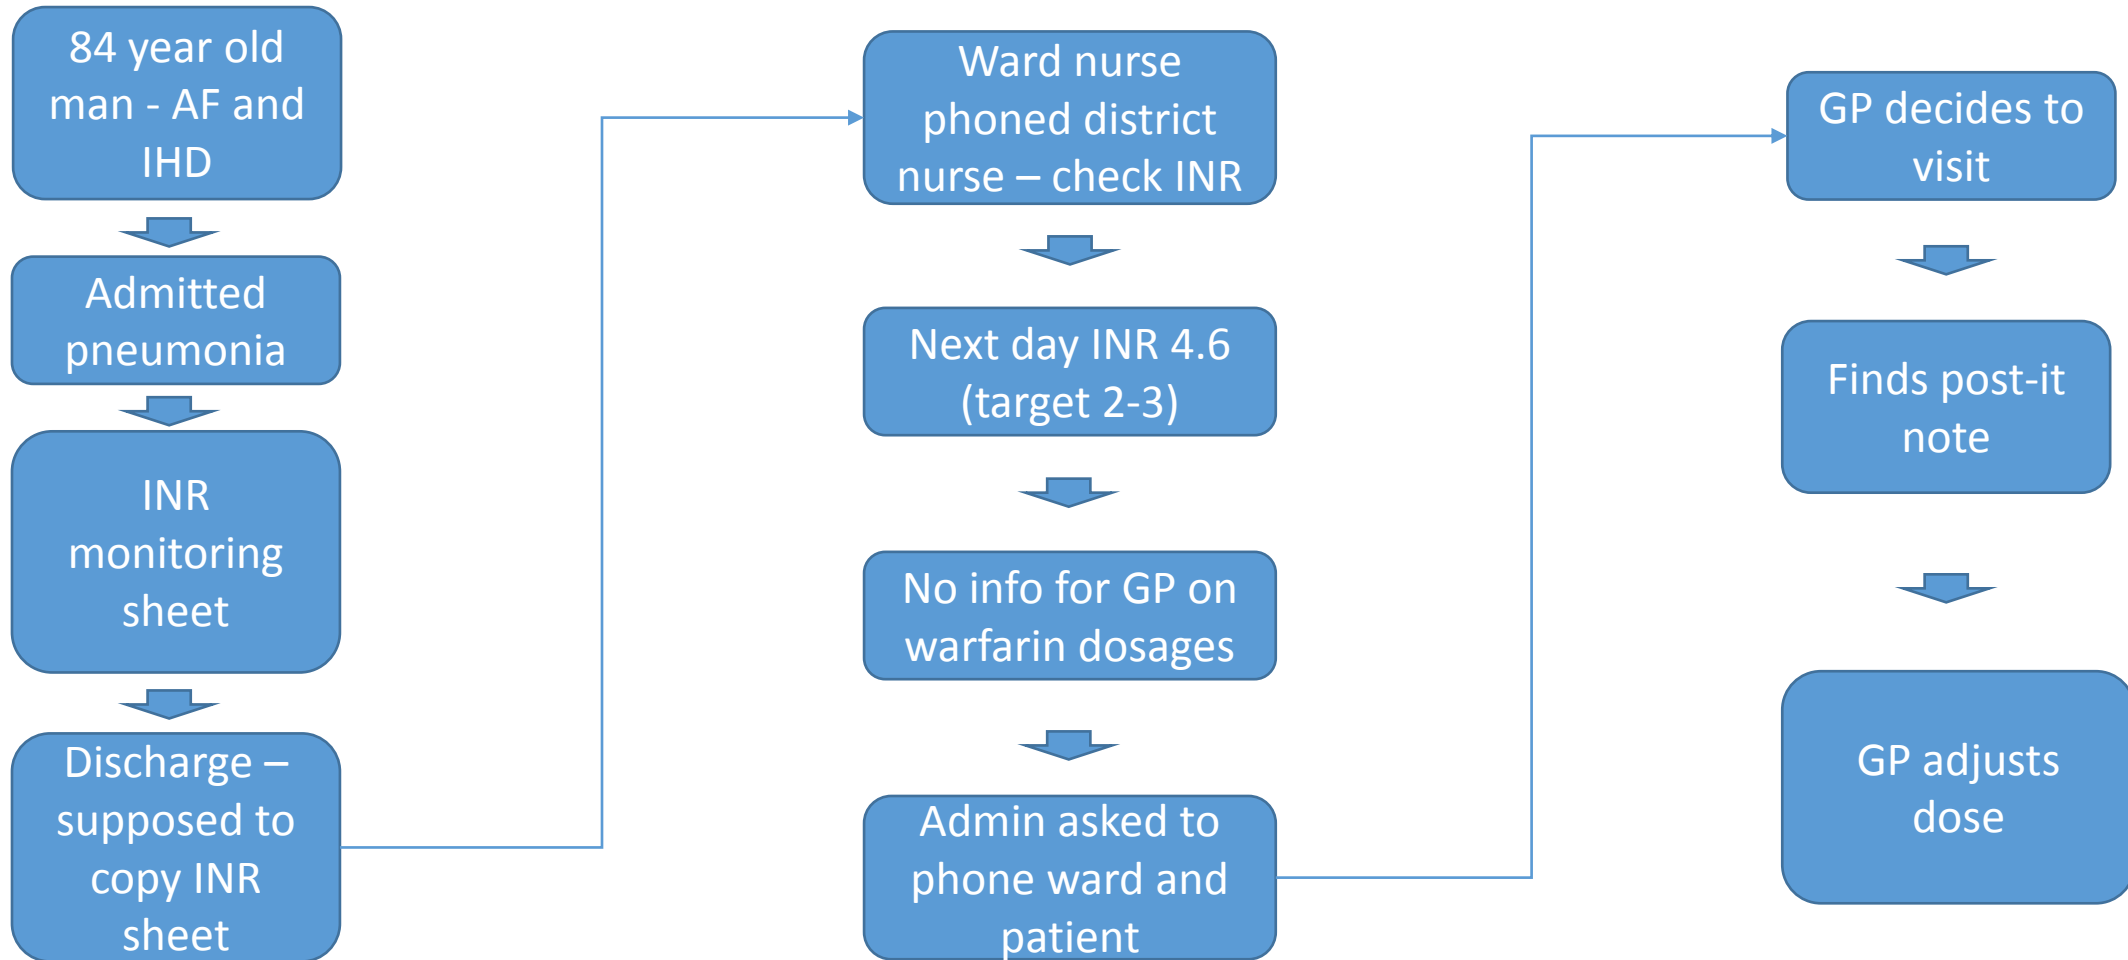 84 year old
man - AF and
IHD
Admitted
pneumonia
INR
monitoring
sheet
Discharge –
supposed to
copy INR
sheet
Ward nurse
phoned district
nurse – check INR
Next day INR 4.6
(target 2-3)
No info for GP on
warfarin dosages
Admin asked to
phone ward and
patient
GP decides to
visit
Finds post-it
note
GP adjusts
dose